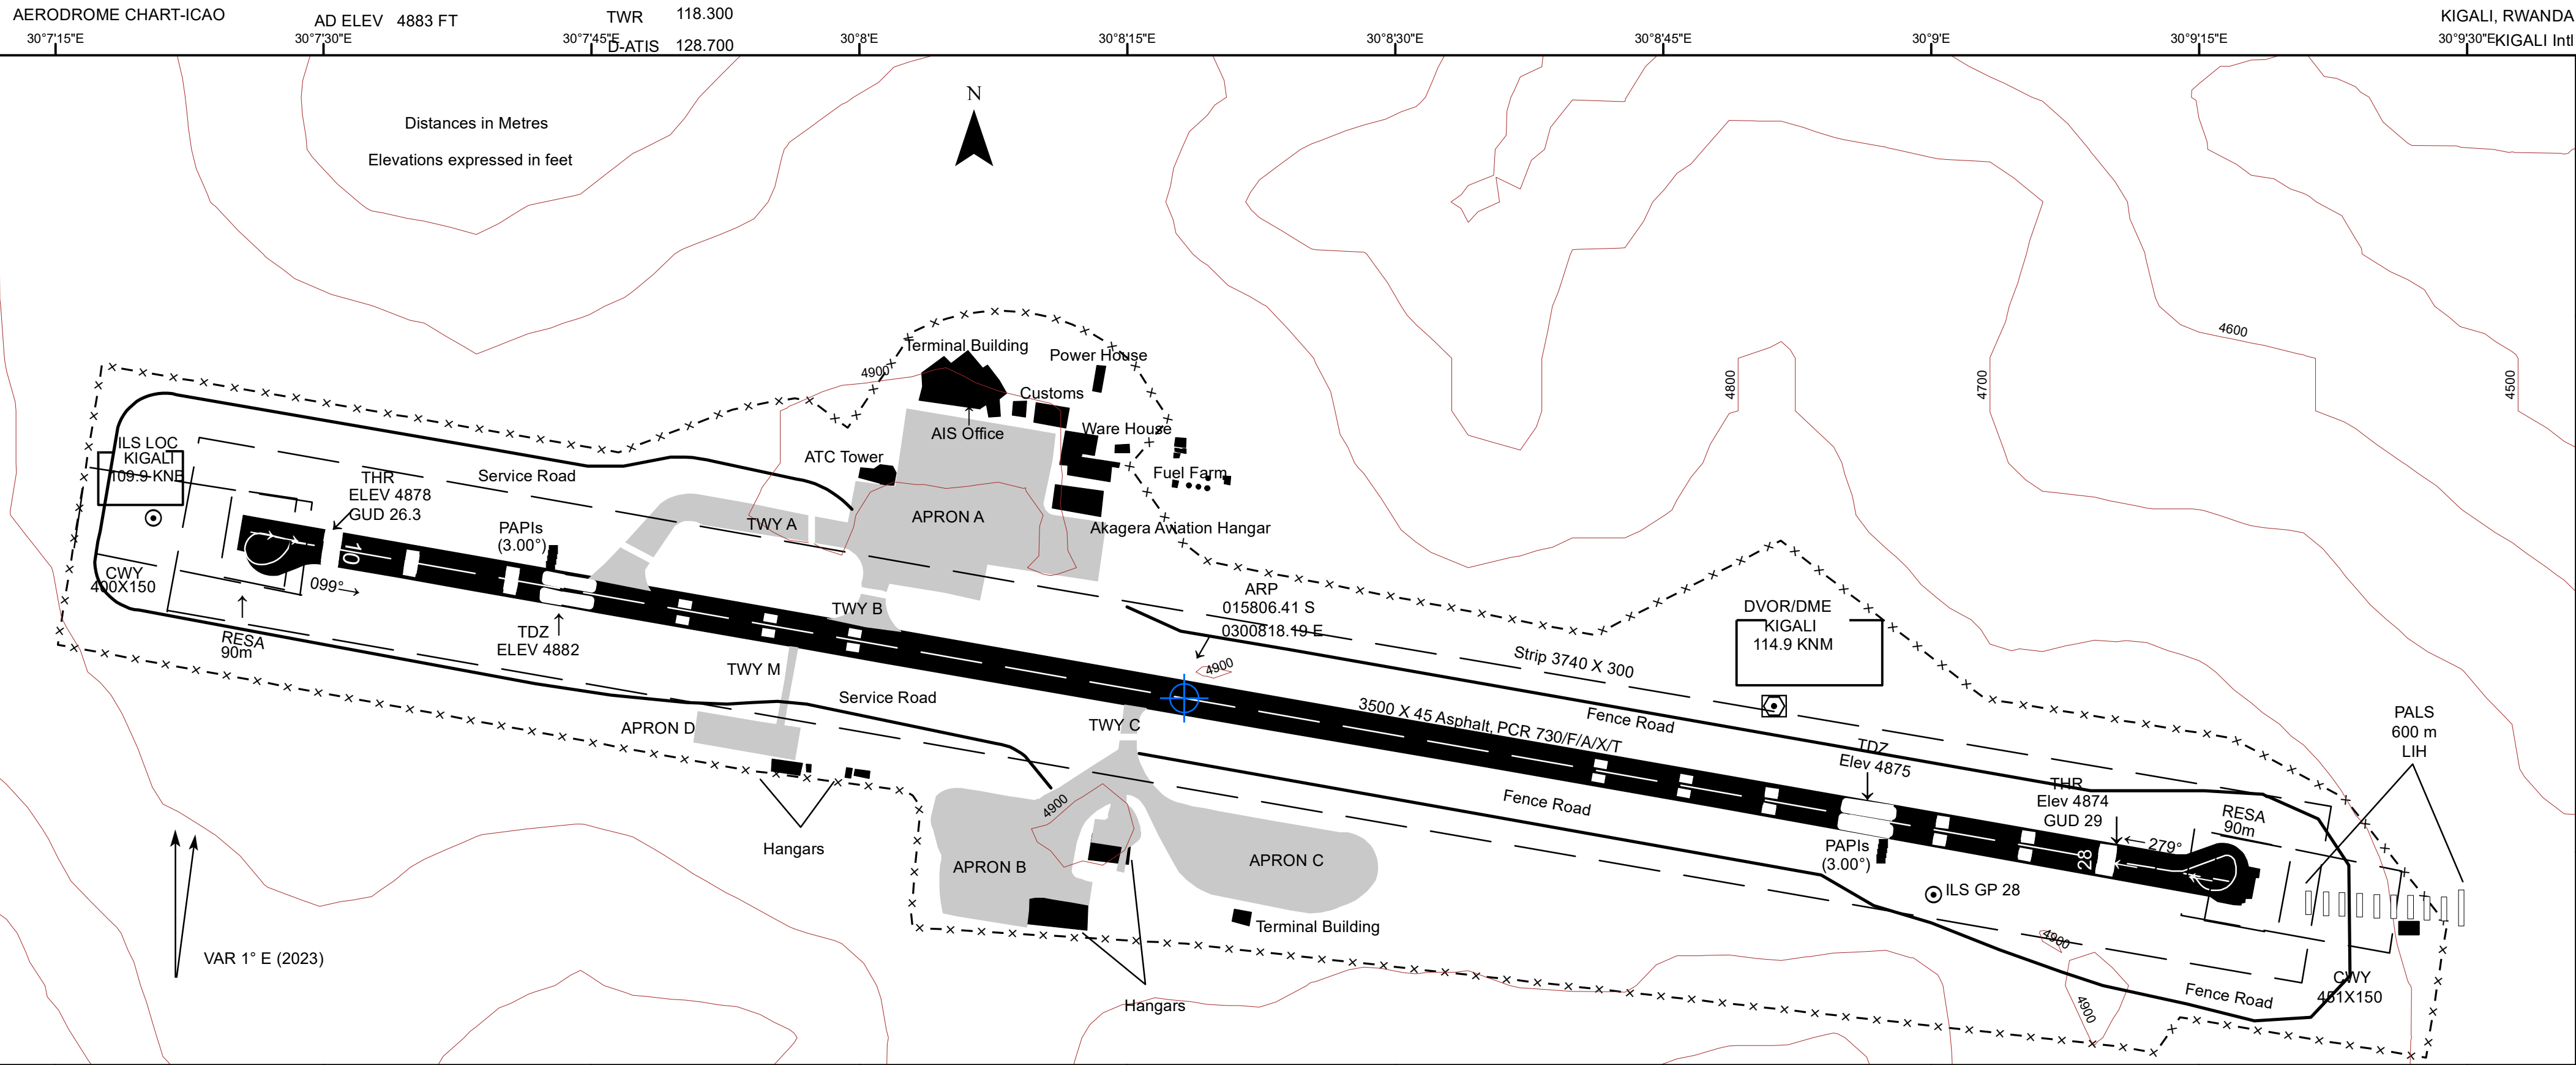 AERODROME CHART-ICAO
AD ELEV 4883 FT
TWR 118.300
D-ATIS 128.700
KIGALI, RWANDA
KIGALI Intl
30°7'15"E
30°7'30"E
30°7'45"E
30°8'E
30°8'15"E
30°8'30"E
30°8'45"E
30°9'E
30°9'15"E
30°9'30"E
Distances in Metres
Elevations expressed in feet
N
4600
4900
4800
4700
4500
Terminal Building
Power House
Customs
AIS Office
Ware House
ATC Tower
Fuel Farm
Akagera Aviation Hangar
APRON A
TWY A
Service Road
ILS LOC
KIGALI
109.9 KNB
THR
ELEV 4878
GUD 26.3
PAPIs
(3.00°)
10
099°
CWY
400X150
RESA
90m
TDZ
ELEV 4882
TWY B
TWY M
Service Road
APRON D
Hangars
ARP
015806.41 S
0300818.19 E
4900
TWY C
Strip 3740 X 300
3500 X 45 Asphalt, PCR 730/F/A/X/T
Fence Road
DVOR/DME
KIGALI
114.9 KNM
TDZ
Elev 4875
THR
Elev 4874
GUD 29
279°
28
RESA
90m
PALS
600 m
LIH
PAPIs
(3.00°)
ILS GP 28
Fence Road
4900
APRON B
APRON C
Terminal Building
Hangars
4900
4900
Fence Road
CWY
451X150
VAR 1° E (2023)